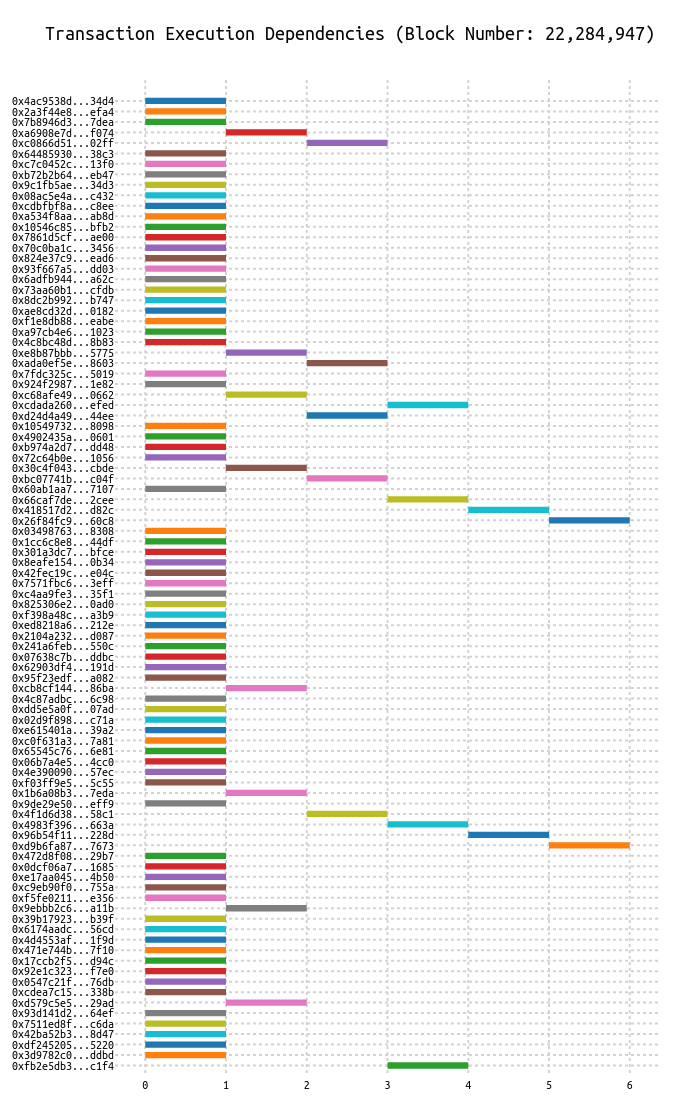 Transaction Execution Dependencies (Block Number: 22,284,947)
0x4ac9538d...34d4
0x2a3f44e8...efa4
0x7b8946d3...7dea
0xa6908e7d...f074
0xc0866d51...02ff
0x64485930...38c3
0xc7c0452c...13f0
0xb72b2b64...eb47
0x9c1fb5ae...34d3
0x08ac5e4a...c432
0xcdbfbf8a...c8ee
0xa534f8aa...ab8d
0x10546c85...bfb2
0x7861d5cf...ae00
0x70c0ba1c...3456
0x824e37c9...ead6
0x93f667a5...dd03
0x6adfb944...a62c
0x73aa60b1...cfdb
0x8dc2b992...b747
0xae8cd32d...0182
0xf1e8db88...eabe
0xa97cb4e6...1023
0x4c8bc48d...8b83
0xe8b87bbb...5775
0xada0ef5e...8603
0x7fdc325c...5019
0x924f2987...1e82
0xc68afe49...0662
0xcdada260...efed
0xd24d4a49...44ee
0x10549732...8098
0x4902435a...0601
0xb974a2d7...dd48
0x72c64b0e...1056
0x30c4f043...cbde
0xbc07741b...c04f
0x60ab1aa7...7107
0x66caf7de...2cee
0x418517d2...d82c
0x26f84fc9...60c8
0x03498763...8308
0x1cc6c8e8...44df
0x301a3dc7...bfce
0x8eafe154...0b34
0x42fec19c...e04c
0x7571fbc6...3eff
0xc4aa9fe3...35f1
0x825306e2...0ad0
0xf398a48c...a3b9
0xed8218a6...212e
0x2104a232...d087
0x241a6feb...550c
0x07638c7b...ddbc
0x62903df4...191d
0x95f23edf...a082
0xcb8cf144...86ba
0x4c87adbc...6c98
0xdd5e5a0f...07ad
0x02d9f898...c71a
0xe615401a...39a2
0xc0f631a3...7a81
0x65545c76...6e81
0x06b7a4e5...4cc0
0x4e390090...57ec
0xf03ff9e5...5c55
0x1b6a08b3...7eda
0x9de29e50...eff9
0x4f1d6d38...58c1
0x4983f396...663a
0x96b54f11...228d
0xd9b6fa87...7673
0x472d8f08...29b7
0x0dcf06a7...1685
0xe17aa045...4b50
0xc9eb90f0...755a
0xf5fe0211...e356
0x9ebbb2c6...a11b
0x39b17923...b39f
0x6174aadc...56cd
0x4d4553af...1f9d
0x471e744b...7f10
0x17ccb2f5...d94c
0x92e1c323...f7e0
0x0547c21f...76db
0xcdea7c15...338b
0xd579c5e5...29ad
0x93d141d2...64ef
0x7511ed8f...c6da
0x42ba52b3...8d47
0xdf245205...5220
0x3d9782c0...ddbd
0xfb2e5db3...c1f4
0 1 2 3 4 5 6